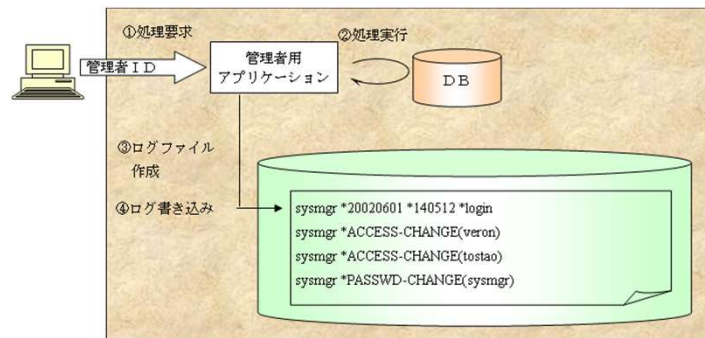 ①処理要求
②処理実行
管理者ID
管理者用
アプリケーション
DB
③ログファイル
作成
④ログ書き込み
sysmgr *20020601 *140512 *login
sysmgr *ACCESS-CHANGE(veron)
sysmgr *ACCESS-CHANGE(tostao)
sysmgr *PASSWD-CHANGE(sysmgr)